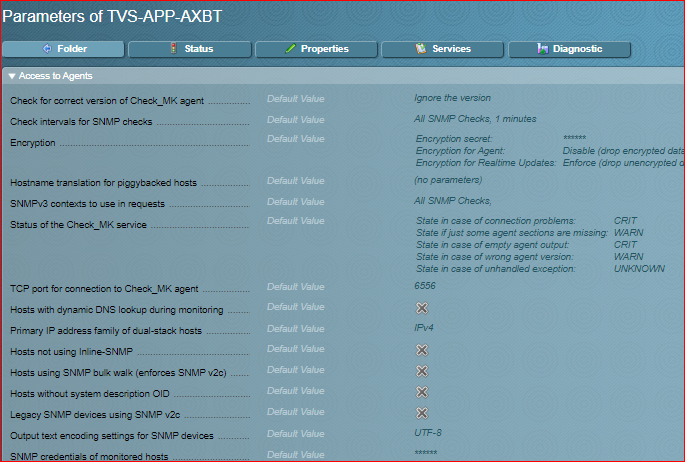 Parameters of TVS-APP-AXBT
Folder Status Properties Services Diagnostic
Access to Agents
Check for correct version of Check_MK agent .................. Default Value Ignore the version
Check intervals for SNMP checks .................. Default Value All SNMP Checks, 1 minutes
Encryption .................. Default Value Encryption secret: ******
Encryption for Agent: Disable (drop encrypted data
Encryption for Realtime Updates: Enforce (drop unencrypted d
Hostname translation for piggybacked hosts .................. Default Value (no parameters)
SNMPv3 contexts to use in requests .................. Default Value All SNMP Checks,
Status of the Check_MK service .................. Default Value State in case of connection problems: CRIT
State if just some agent sections are missing: WARN
State in case of empty agent output: CRIT
State in case of wrong agent version: WARN
State in case of unhandled exception: UNKNOWN
TCP port for connection to Check_MK agent .................. Default Value 6556
Hosts with dynamic DNS lookup during monitoring .................. Default Value
Primary IP address family of dual-stack hosts .................. Default Value IPv4
Hosts not using Inline-SNMP .................. Default Value
Hosts using SNMP bulk walk (enforces SNMP v2c) ....... Default Value
Hosts without system description OID .................. Default Value
Legacy SNMP devices using SNMP v2c .................. Default Value
Output text encoding settings for SNMP devices .......... Default Value UTF-8
SNMP credentials of monitored hosts .................. Default Value ******